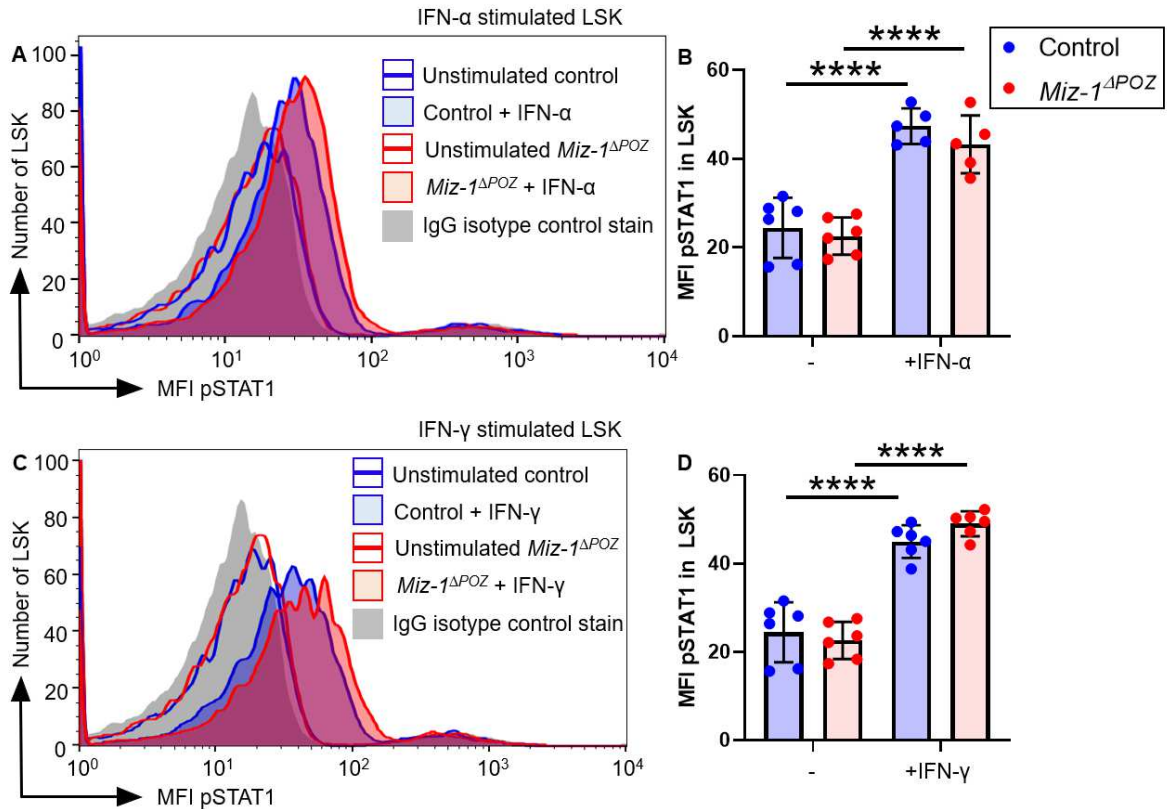 IFN-α stimulated LSK
A
Number of LSK
100
80
60
40
20
0
10⁰ 10¹ 10² 10³ 10⁴
MFI pSTAT1
Unstimulated control
Control + IFN-α
Unstimulated Miz-1ΔPOZ
Miz-1ΔPOZ + IFN-α
IgG isotype control stain
B
**** ****
MFI pSTAT1 in LSK
60
40
20
0
- +IFN-α
Control
Miz-1ΔPOZ
IFN-γ stimulated LSK
C
Number of LSK
100
80
60
40
20
0
10⁰ 10¹ 10² 10³ 10⁴
MFI pSTAT1
Unstimulated control
Control + IFN-γ
Unstimulated Miz-1ΔPOZ
Miz-1ΔPOZ + IFN-γ
IgG isotype control stain
D
**** ****
MFI pSTAT1 in LSK
60
40
20
0
- +IFN-γ